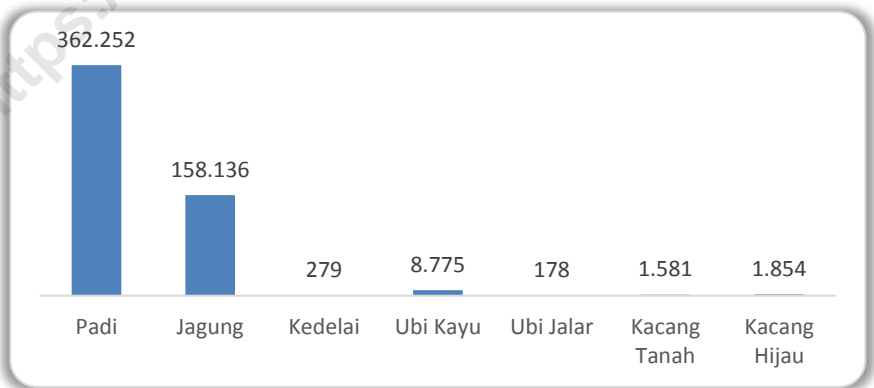 362.252
158.136
279
8.775
178
1.581
1.854
Padi
Jagung
Kedelai
Ubi Kayu
Ubi Jalar
Kacang
Tanah
Kacang
Hijau